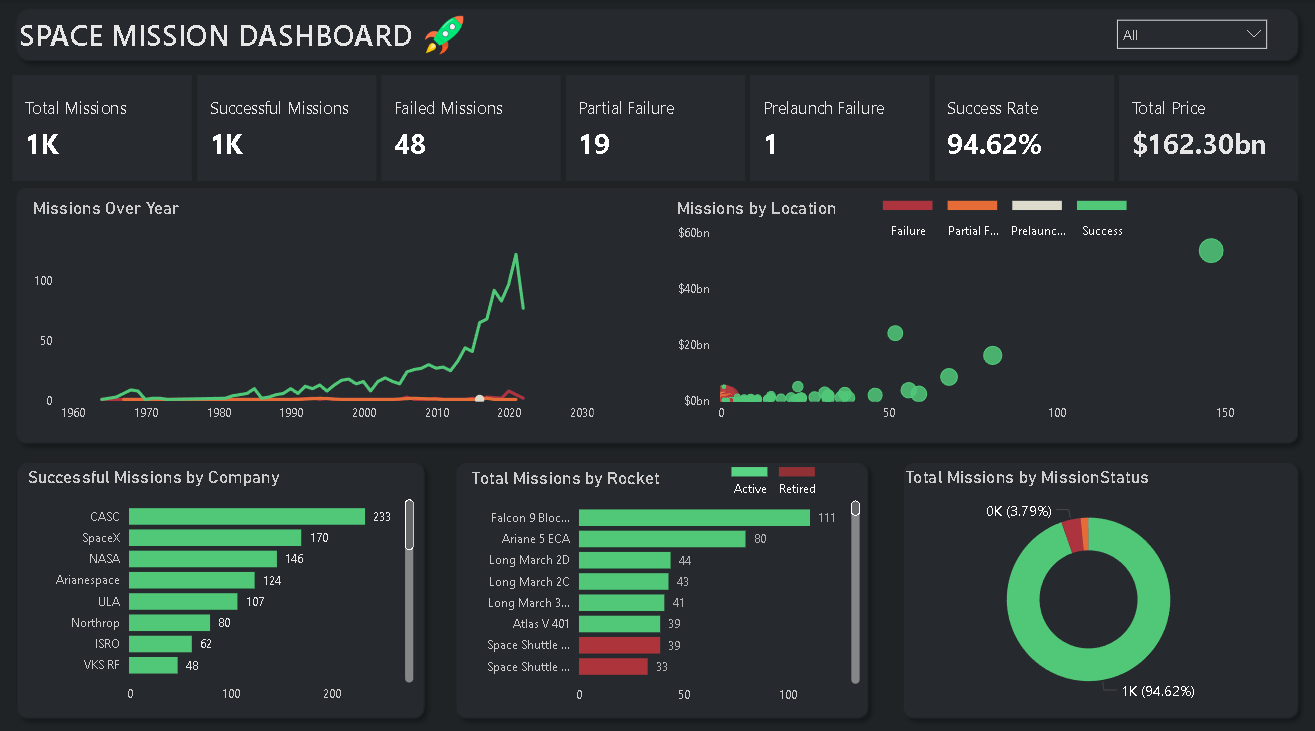 SPACE MISSION DASHBOARD
All
Total Missions
1K
Successful Missions
1K
Failed Missions
48
Partial Failure
19
Prelaunch Failure
1
Success Rate
94.62%
Total Price
$162.30bn
Missions Over Year
100
50
0
1960 1970 1980 1990 2000 2010 2020 2030
Missions by Location
Failure Partial F... Prelaunc... Success
$60bn
$40bn
$20bn
$0bn
0 50 100 150
Successful Missions by Company
CASC 233
SpaceX 170
NASA 146
Arianespace 124
ULA 107
Northrop 80
ISRO 62
VKS RF 48
0 100 200
Total Missions by Rocket
Active Retired
Falcon 9 Bloc... 111
Ariane 5 ECA 80
Long March 2D 44
Long March 2C 43
Long March 3... 41
Atlas V 401 39
Space Shuttle ... 39
Space Shuttle ... 33
0 50 100
Total Missions by MissionStatus
0K (3.79%)
1K (94.62%)